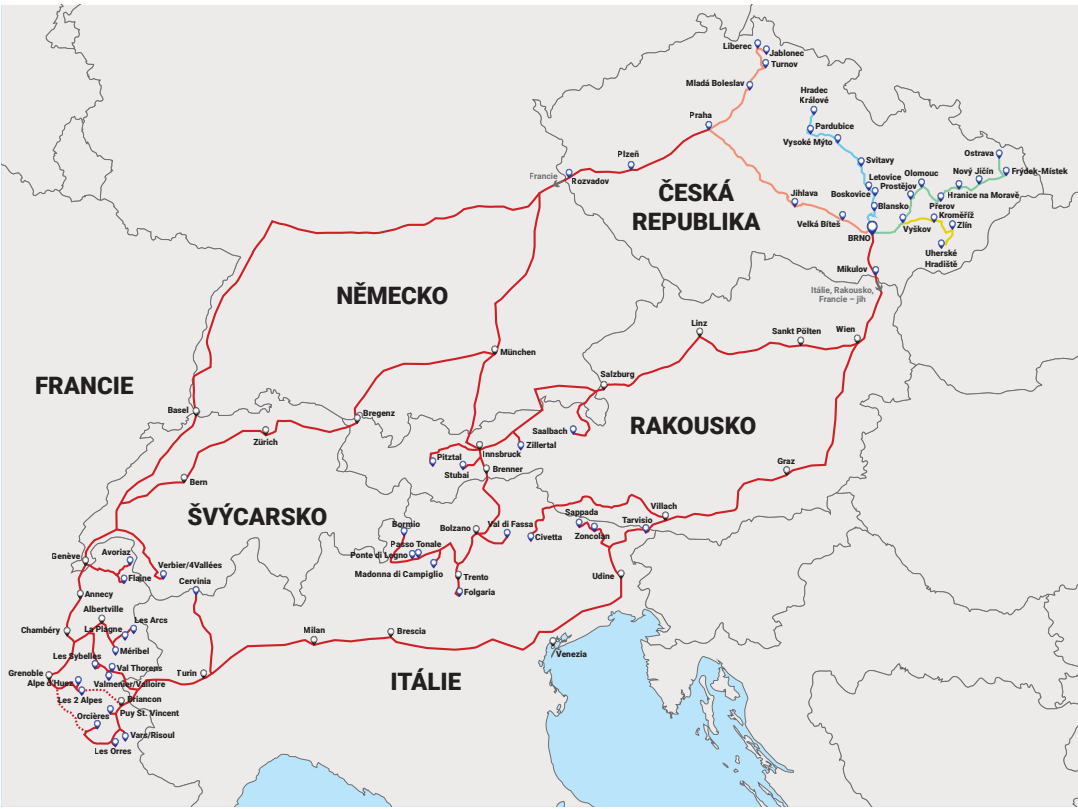 Liberec
Jablonec
Turnov
Mladá Boleslav
Hradec
Králové
Praha
Pardubice
Vysoké Mýto
Plzeň
Ostrava
Svitavy
Francie
Rozvadov
Letovice
Olomouc
Nový Jičín
Frýdek-Místek
ČESKÁ
REPUBLIKA
Jihlava
Boskovice
Prostějov
Hranice na Moravě
Blansko
Přerov
Velká Bíteš
Kroměříž
Vyškov
Zlín
BRNO
Uherské
Hradiště
Mikulov
Itálie, Rakousko,
Francie – jih
NĚMECKO
Linz
Sankt Pölten
Wien
München
FRANCIE
Salzburg
Basel
Bregenz
RAKOUSKO
Zürich
Saalbach
Zillertal
Innsbruck
Pitztal
Stubai
Brenner
Graz
Bern
ŠVÝCARSKO
Villach
Sappada
Bormio
Bolzano
Val di Fassa
Tarvisio
Zoncolan
Civetta
Passo Tonale
Ponte di Legno
Genève
Avoriaz
Verbier/4Vallées
Madonna di Campiglio
Trento
Udine
Flaine
Cervinia
Folgaria
Annecy
Albertville
Les Arcs
Chambéry
La Plagne
Milan
Brescia
Méribel
Venezia
Les Sybelles
Val Thorens
Grenoble
Turin
Alpe d'Huez
Valmenier/Valloire
ITÁLIE
Les 2 Alpes
Briancon
Puy St. Vincent
Orcières
Vars/Risoul
Les Orres